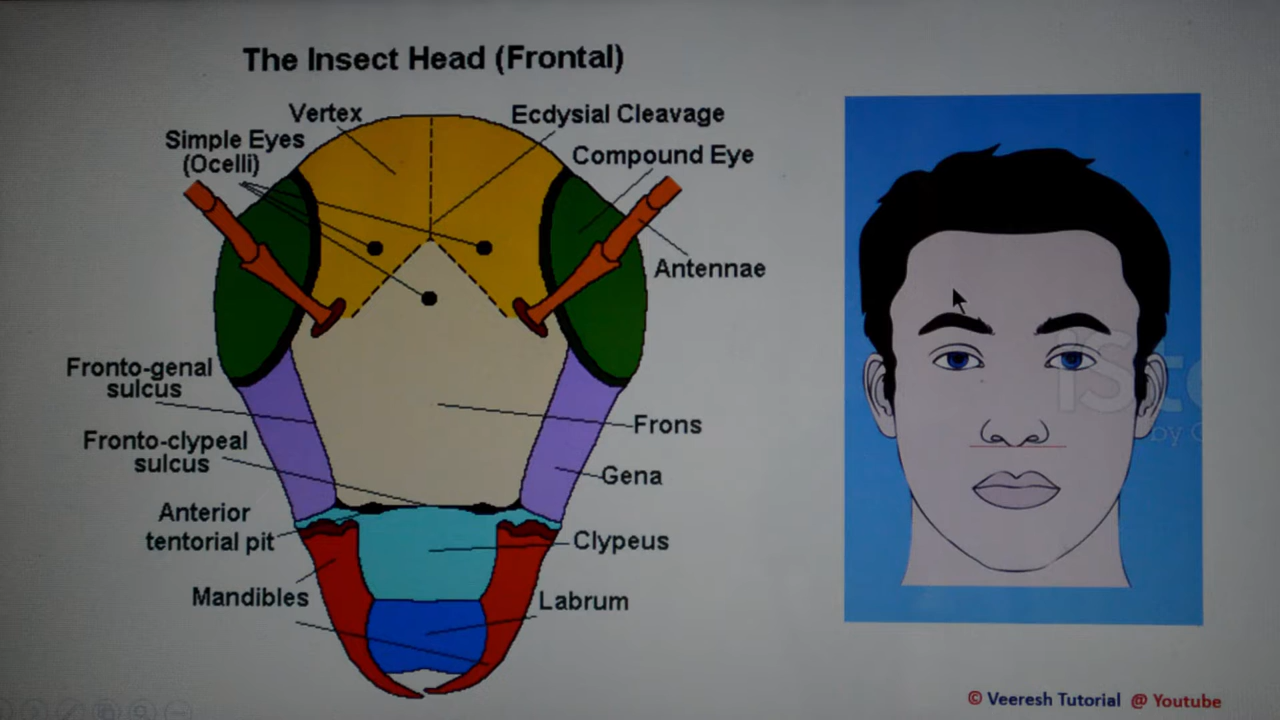 The Insect Head (Frontal)
Vertex
Ecdysial Cleavage
Simple Eyes
(Ocelli)
Compound Eye
Antennae
Fronto-genal
sulcus
Frons
Fronto-clypeal
sulcus
Gena
Anterior
tentorial pit
Clypeus
Mandibles
Labrum
© Veeresh Tutorial @ Youtube